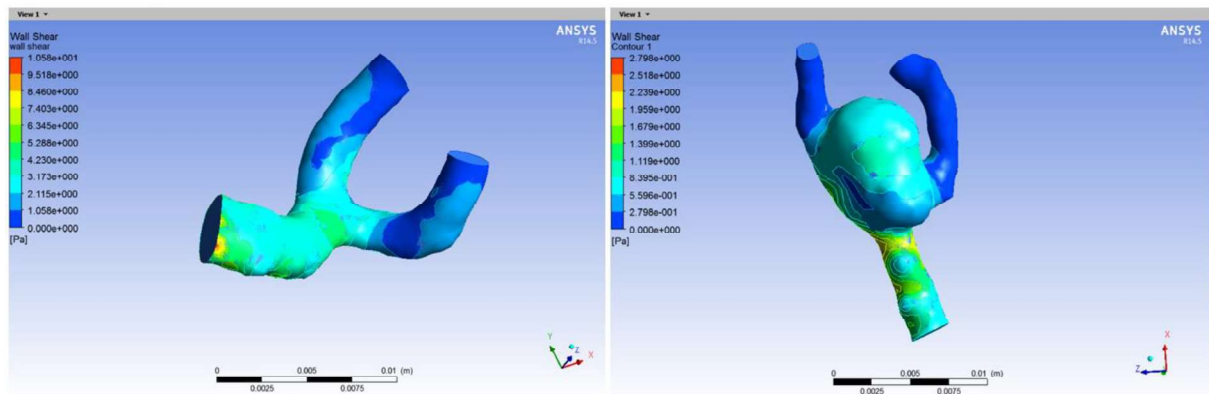 View 1
Wall Shear
wall shear
1.058e+001
9.518e+000
8.460e+000
7.403e+000
6.345e+000
5.288e+000
4.230e+000
3.173e+000
2.115e+000
1.058e+000
0.000e+000
[Pa]
ANSYS
R14.5
Y
Z
X
0 0.005 0.01 (m)
0.0025 0.0075
View 1
Wall Shear
Contour 1
2.798e+000
2.518e+000
2.239e+000
1.959e+000
1.679e+000
1.399e+000
1.119e+000
8.395e-001
5.596e-001
2.798e-001
0.000e+000
[Pa]
ANSYS
R14.5
X
Z
0 0.005 0.01 (m)
0.0025 0.0075